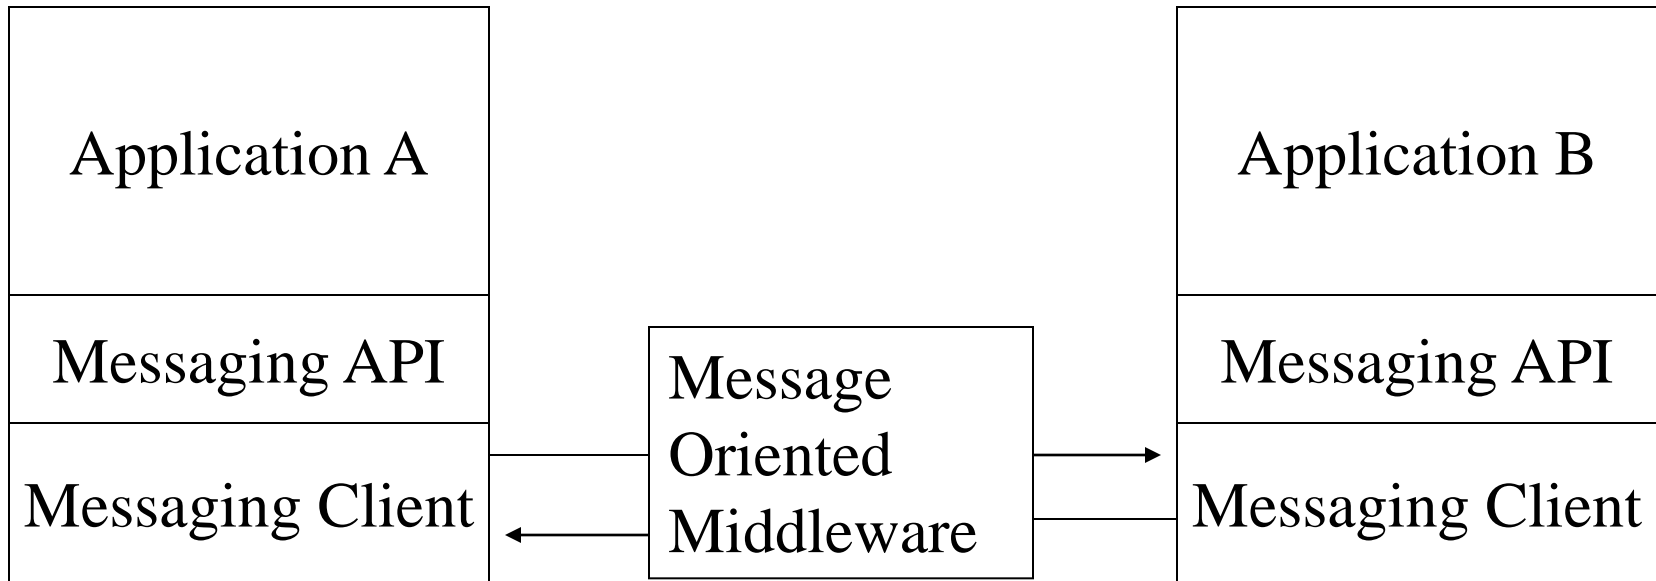 Application A
Messaging API
Messaging Client
Message
Oriented
Middleware
Application B
Messaging API
Messaging Client